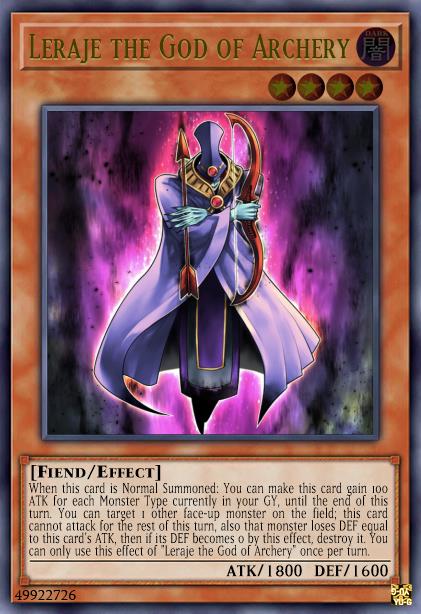 Leraje the God of Archery
DARK
闇
[Fiend/Effect]
When this card is Normal Summoned: You can make this card gain 100
ATK for each Monster Type currently in your GY, until the end of this
turn. You can target 1 other face-up monster on the field; this card
cannot attack for the rest of this turn, also that monster loses DEF equal
to this card's ATK, then if its DEF becomes 0 by this effect, destroy it. You
can only use this effect of "Leraje the God of Archery" once per turn.
ATK/1800 DEF/1600
49922726